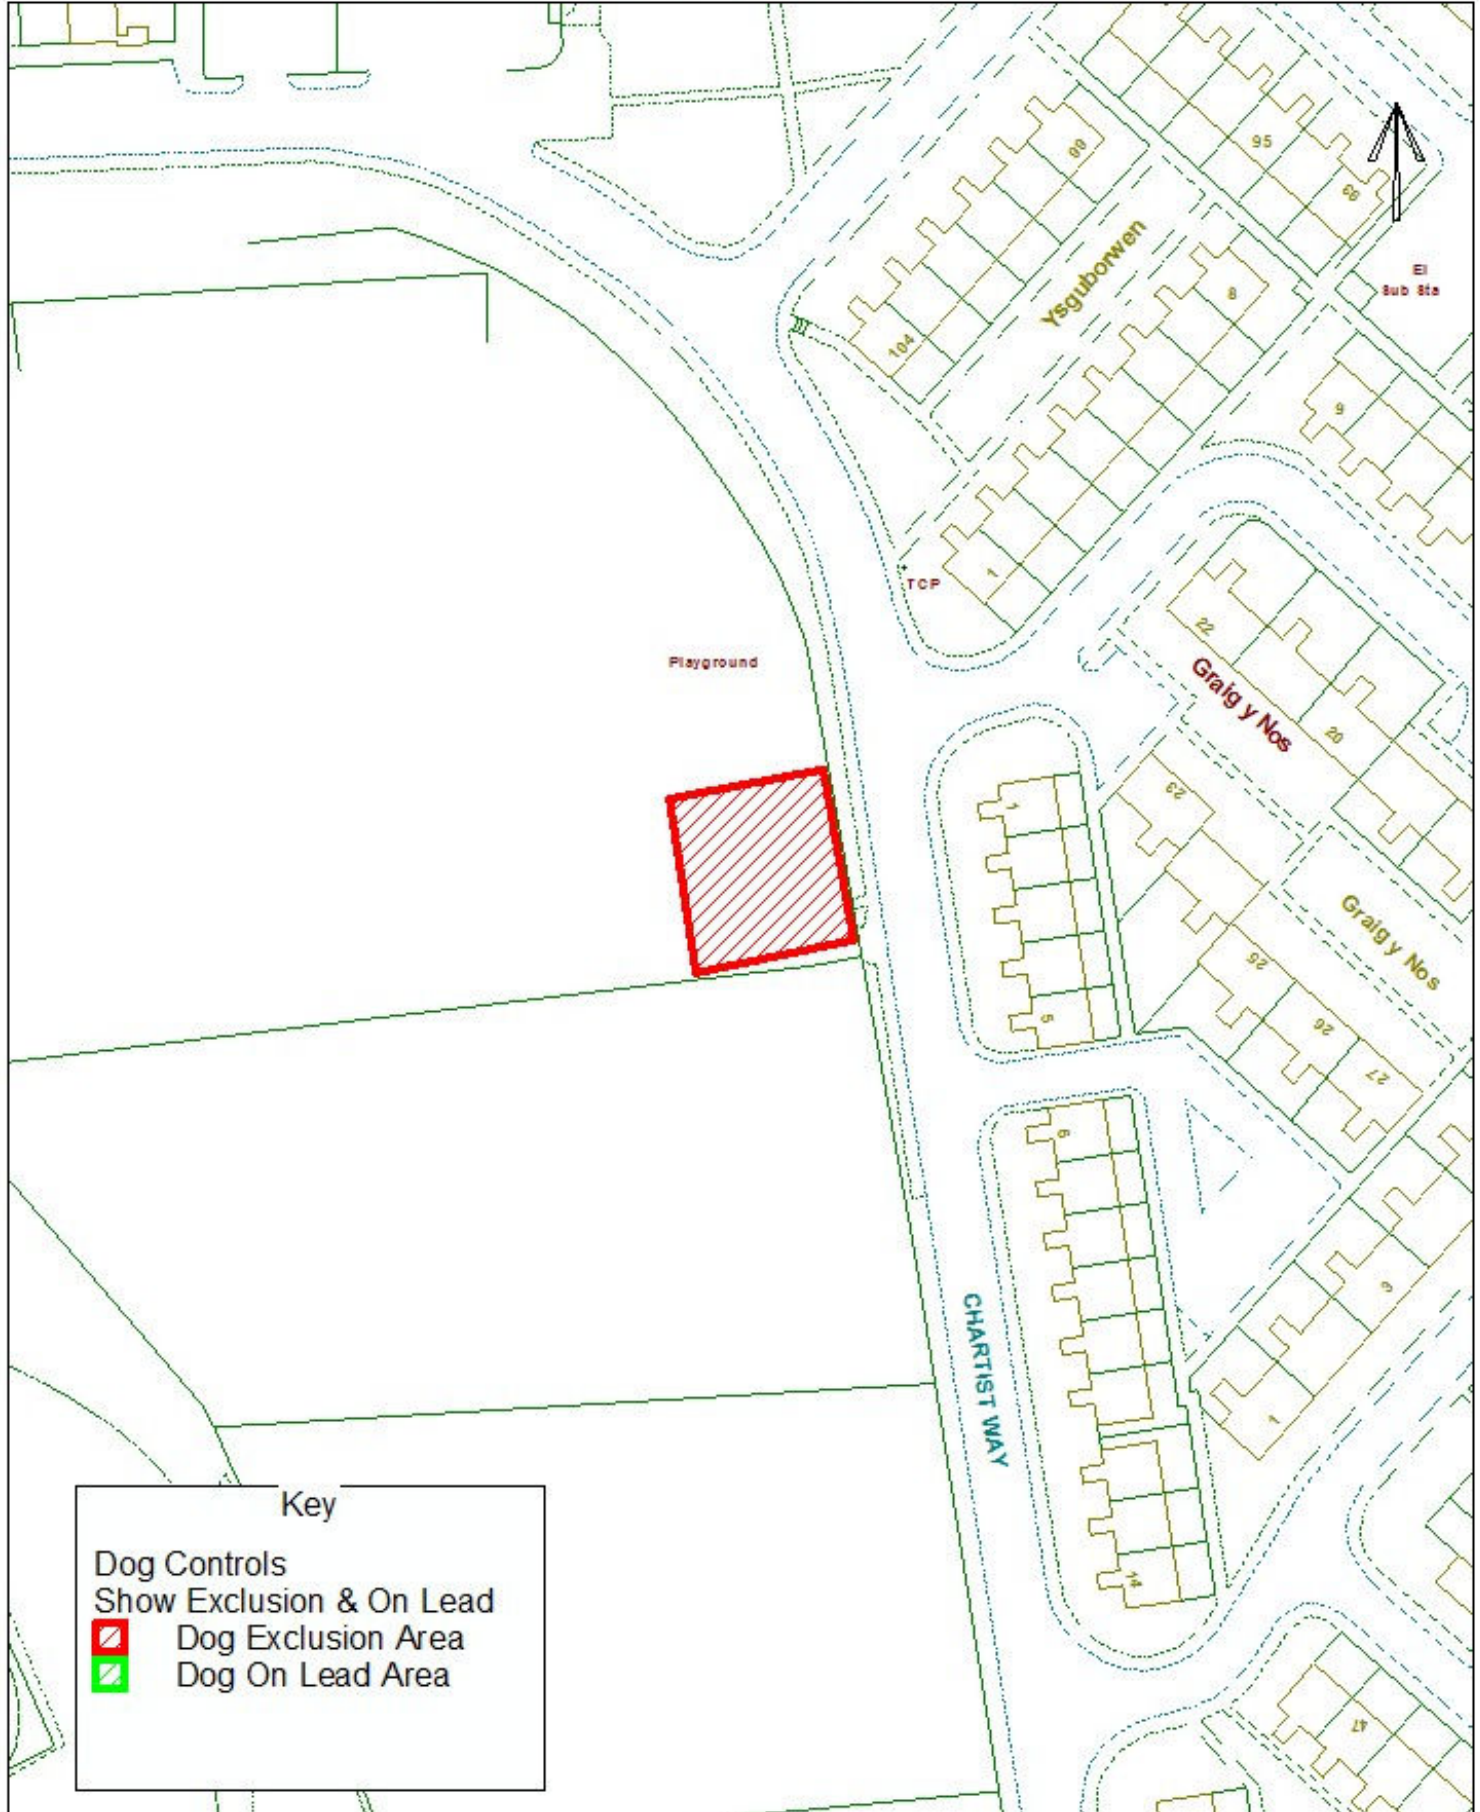 99
95
93
Ysguborwen
8
El
Sub Sta
104
9
1
TCP
22
Playground
Graig y Nos
20
23
1
Graig y Nos
25
5
26
27
6
3
CHARTIST WAY
1
Key
Dog Controls
Show Exclusion & On Lead
Dog Exclusion Area
Dog On Lead Area
14
47